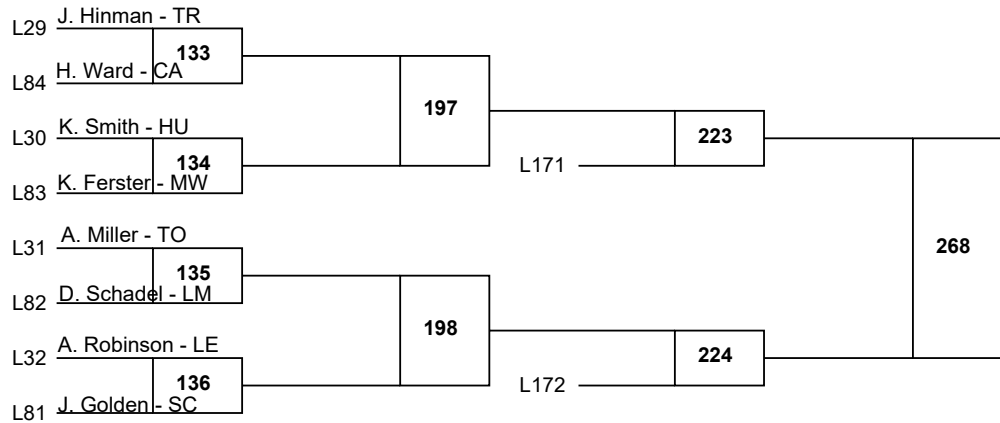 L29 J. Hinman - TR
133
L84 H. Ward - CA
197
L30 K. Smith - HU
223
134
L171
L83 K. Ferster - MW
L31 A. Miller - TO
268
135
L82 D. Schadel - LM
198
L32 A. Robinson - LE
224
136
L172
L81 J. Golden - SC